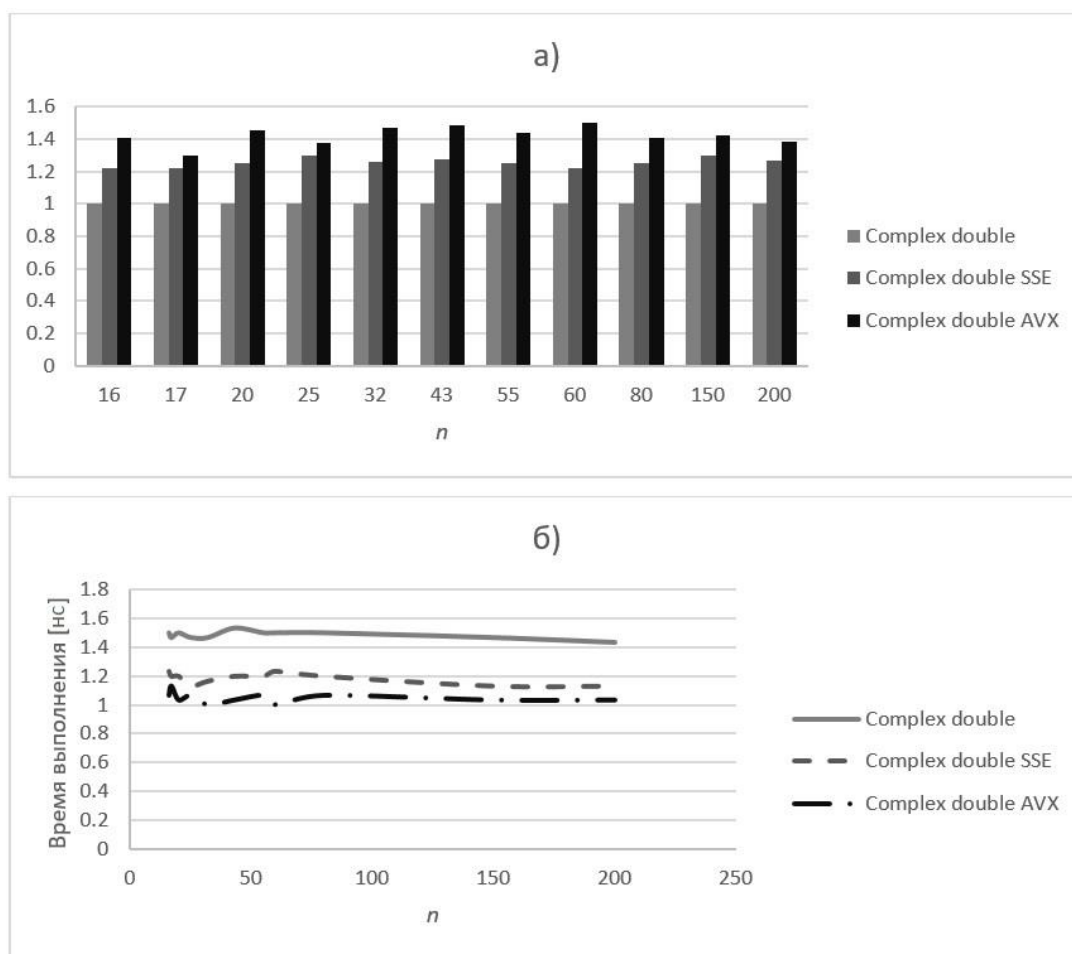 а)
1.6
1.4
1.2
1
0.8
0.6
0.4
0.2
0
16 17 20 25 32 43 55 60 80 150 200
n
Complex double
Complex double SSE
Complex double AVX
б)
Время выполнения [нс]
1.8
1.6
1.4
1.2
1
0.8
0.6
0.4
0.2
0
0 50 100 150 200 250
n
Complex double
Complex double SSE
Complex double AVX